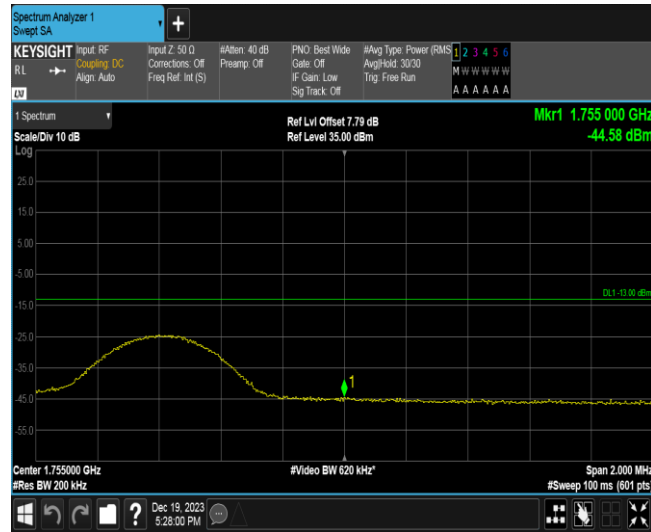 Spectrum Analyzer 1
Swept SA
KEYSIGHT
RL
LXI
Input: RF
Coupling: DC
Align: Auto
Input Z: 50 Ω
Corrections: Off
Freq Ref: Int (S)
#Atten: 40 dB
Preamp: Off
PNO: Best Wide
Gate: Off
IF Gain: Low
Sig Track: Off
#Avg Type: Power (RMS
Avg|Hold: 30/30
Trig: Free Run
1 2 3 4 5 6
M W W W W W
A A A A A A
1 Spectrum
Scale/Div 10 dB
Log
Ref Lvl Offset 7.79 dB
Ref Level 35.00 dBm
Mkr1 1.755 000 GHz
-44.58 dBm
25.0
15.0
5.00
-5.00
-15.0
-25.0
-35.0
-45.0
-55.0
DL1 -13.00 dBm
1
Center 1.755000 GHz
#Res BW 200 kHz
#Video BW 620 kHz*
Span 2.000 MHz
#Sweep 100 ms (601 pts)
?
Dec 19, 2023
5:28:00 PM